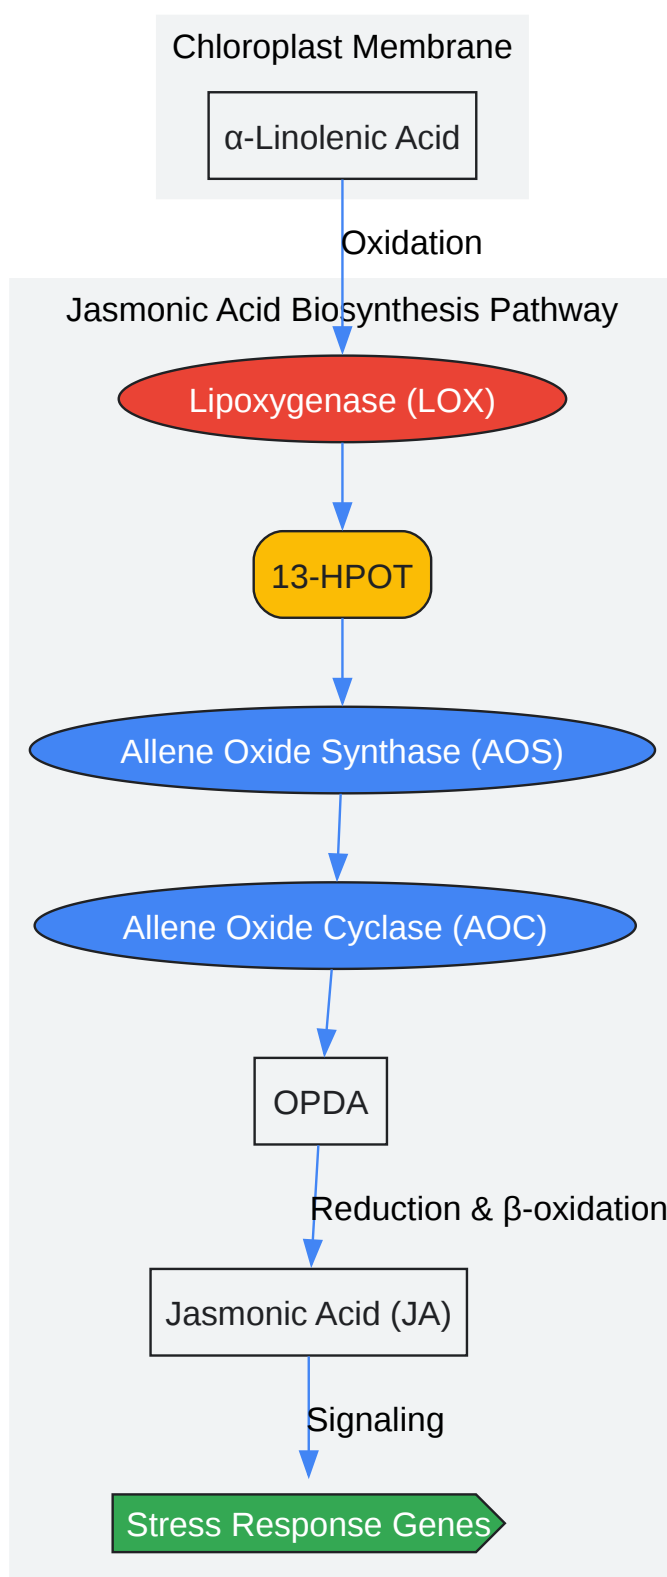 Chloroplast Membrane
α-Linolenic Acid
Oxidation
Jasmonic Acid Biosynthesis Pathway
Lipoxygenase (LOX)
13-HPOT
Allene Oxide Synthase (AOS)
Allene Oxide Cyclase (AOC)
OPDA
Reduction & β-oxidation
Jasmonic Acid (JA)
Signaling
Stress Response Genes